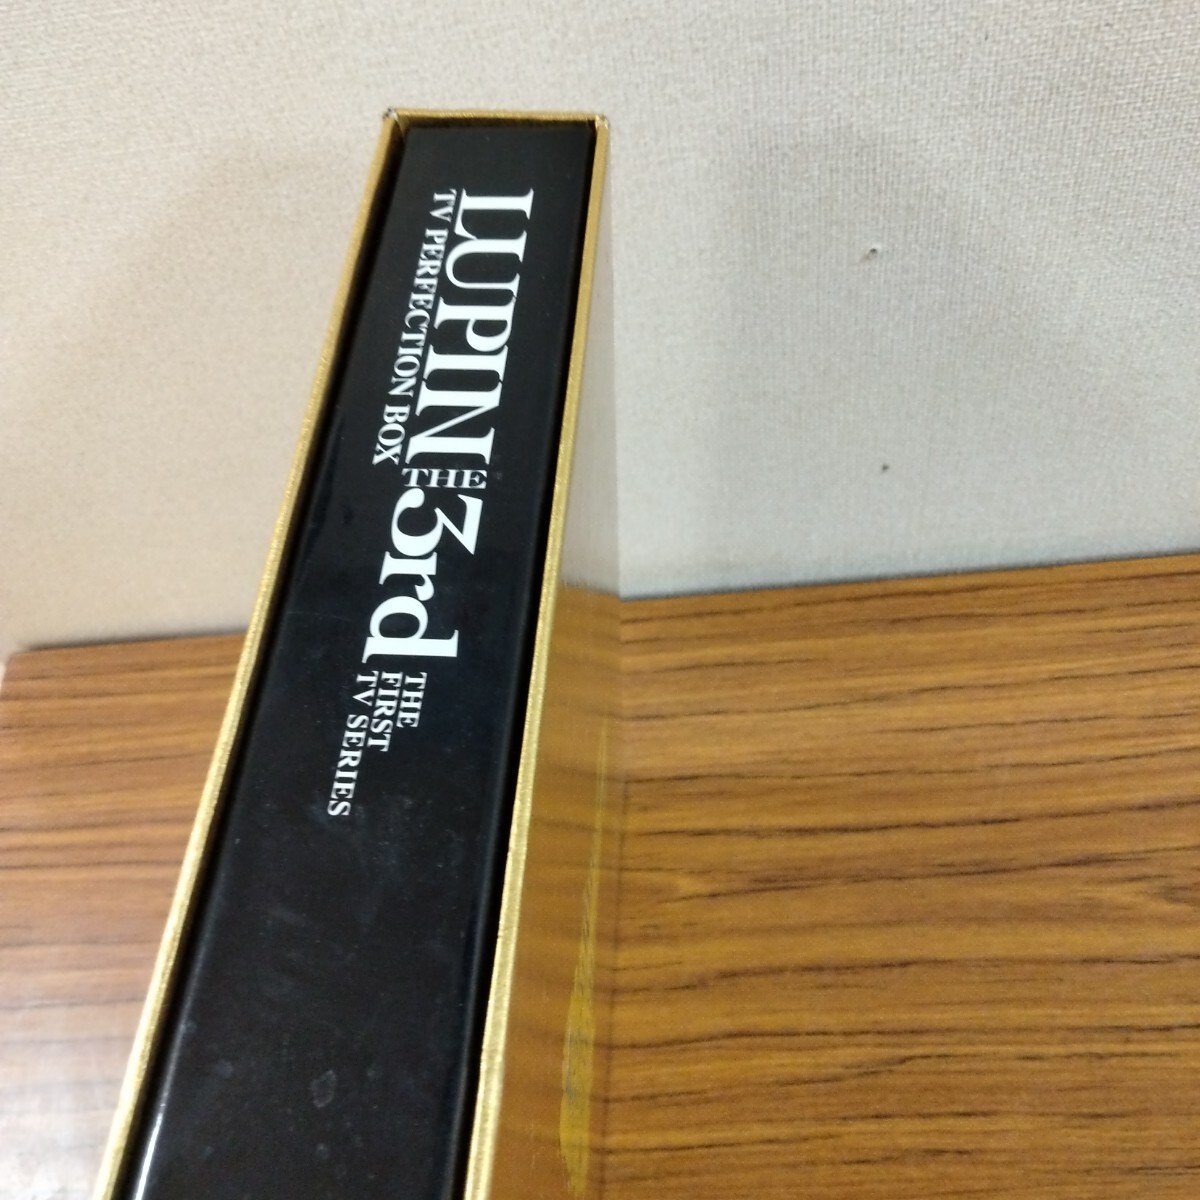 LUPIN THE 3rd
TV PERFECTION BOX
THE
FIRST
TV SERIES